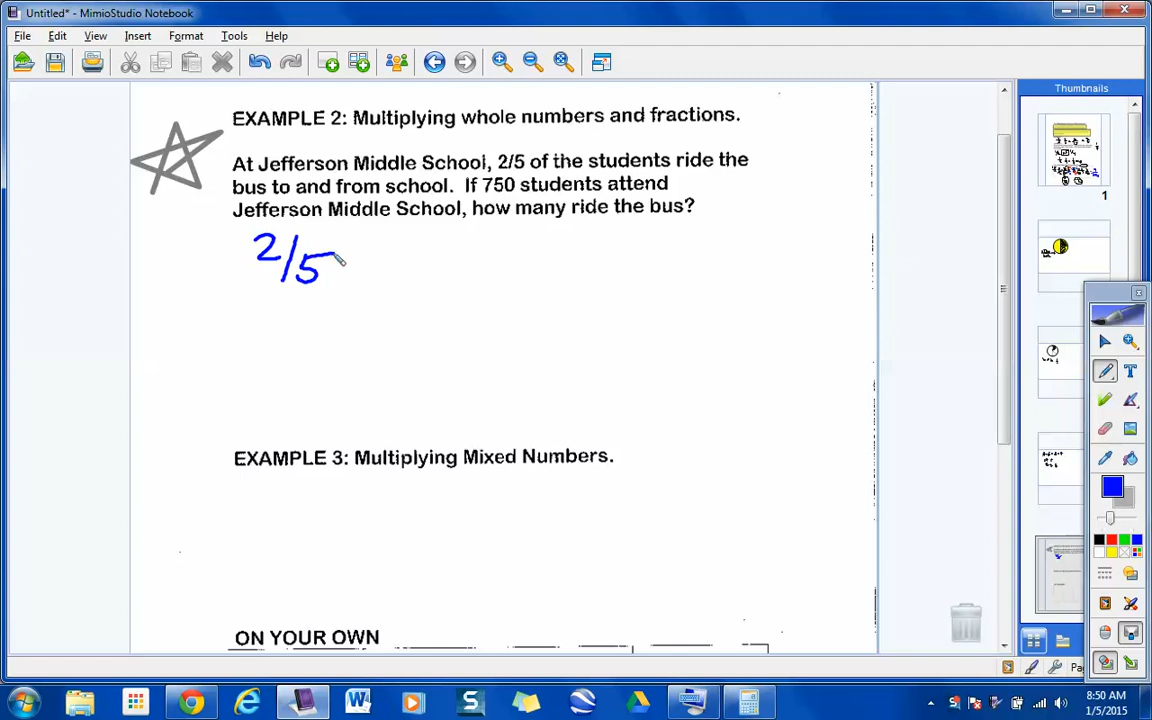 Untitled* - MimioStudio Notebook
File Edit View Insert Format Tools Help
EXAMPLE 2: Multiplying whole numbers and fractions.
At Jefferson Middle School, 2/5 of the students ride the
bus to and from school. If 750 students attend
Jefferson Middle School, how many ride the bus?
2/5
EXAMPLE 3: Multiplying Mixed Numbers.
ON YOUR OWN
Thumbnails
1
8:50 AM
1/5/2015